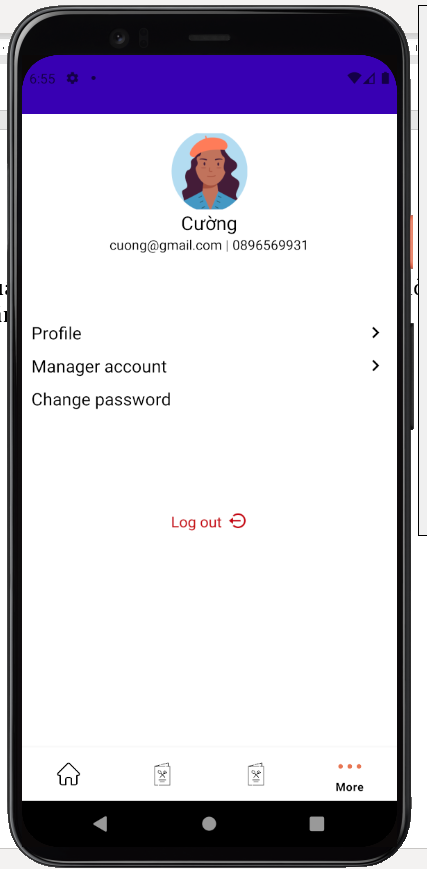 6:55
Cường
cuong@gmail.com | 0896569931
Profile
Manager account
Change password
Log out
More